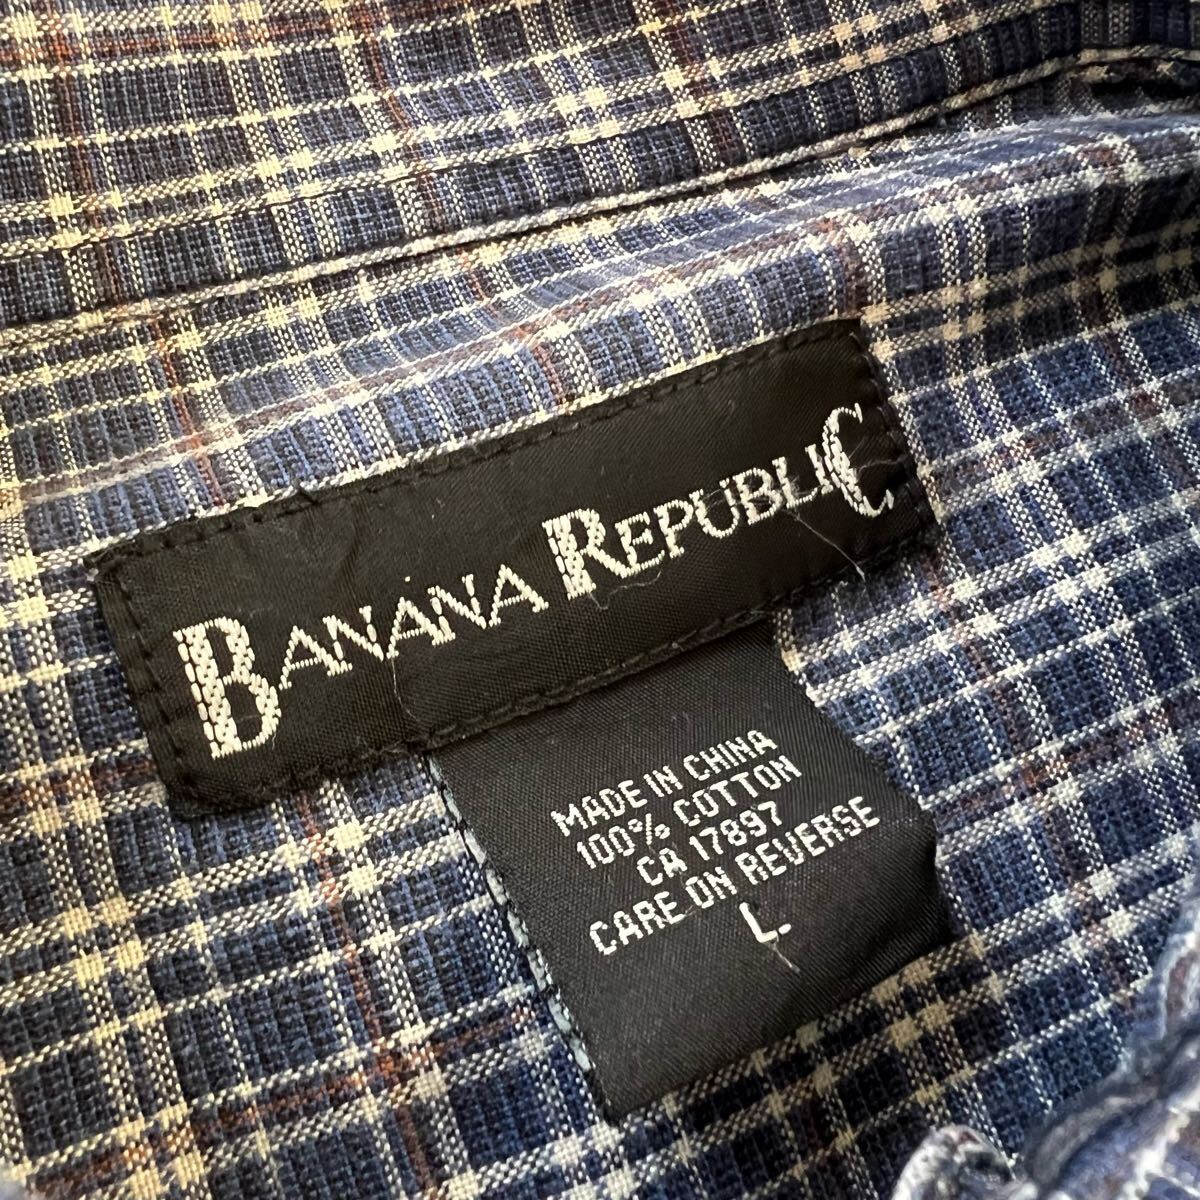 BANANA REPUBLIC
MADE IN CHINA
100% COTTON
CA 17897
CARE ON REVERSE
L